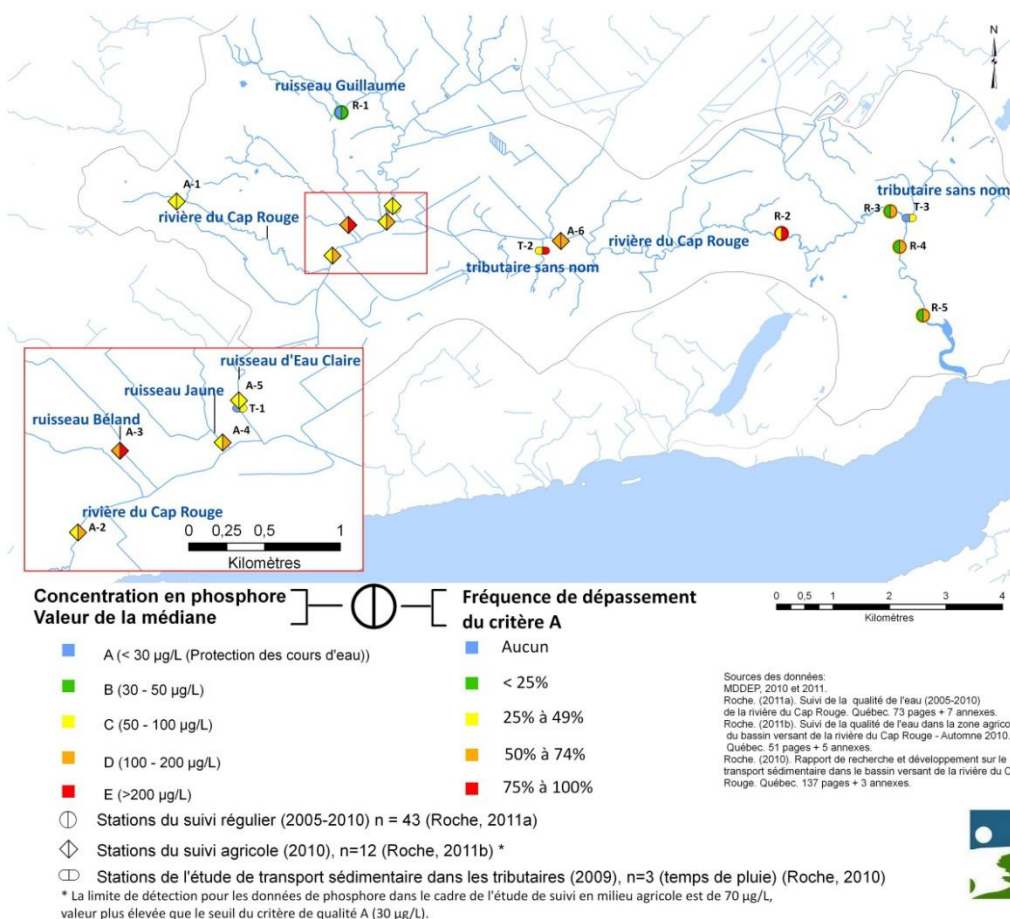 N
ruisseau Guillaume
R-1
A-1
tributaire sans nom
R-3
T-3
rivière du Cap Rouge
R-2
A-6
T-2
rivière du Cap Rouge
R-4
tributaire sans nom
R-5
ruisseau d'Eau Claire
A-5
ruisseau Jaune
T-1
ruisseau Béland
A-3
A-4
rivière du Cap Rouge
A-2
0 0,25 0,5 1
Kilomètres
Concentration en phosphore
Valeur de la médiane
A (< 30 µg/L (Protection des cours d'eau))
B (30 - 50 µg/L)
C (50 - 100 µg/L)
D (100 - 200 µg/L)
E (>200 µg/L)
Fréquence de dépassement
du critère A
Aucun
< 25%
25% à 49%
50% à 74%
75% à 100%
0 0,5 1 2 3 4
Kilomètres
Sources des données:
MDDEP, 2010 et 2011.
Roche. (2011a). Suivi de la qualité de l'eau (2005-2010)
de la rivière du Cap Rouge. Québec. 73 pages + 7 annexes.
Roche. (2011b). Suivi de la qualité de l'eau dans la zone agrico
du bassin versant de la rivière du Cap Rouge - Automne 2010.
Québec. 51 pages + 5 annexes.
Roche. (2010). Rapport de recherche et développement sur le
transport sédimentaire dans le bassin versant de la rivière du C
Rouge. Québec. 137 pages + 3 annexes.
Stations du suivi régulier (2005-2010) n = 43 (Roche, 2011a)
Stations du suivi agricole (2010), n=12 (Roche, 2011b) *
Stations de l'étude de transport sédimentaire dans les tributaires (2009), n=3 (temps de pluie) (Roche, 2010)
* La limite de détection pour les données de phosphore dans le cadre de l'étude de suivi en milieu agricole est de 70 µg/L,
valeur plus élevée que le seuil du critère de qualité A (30 µg/L).